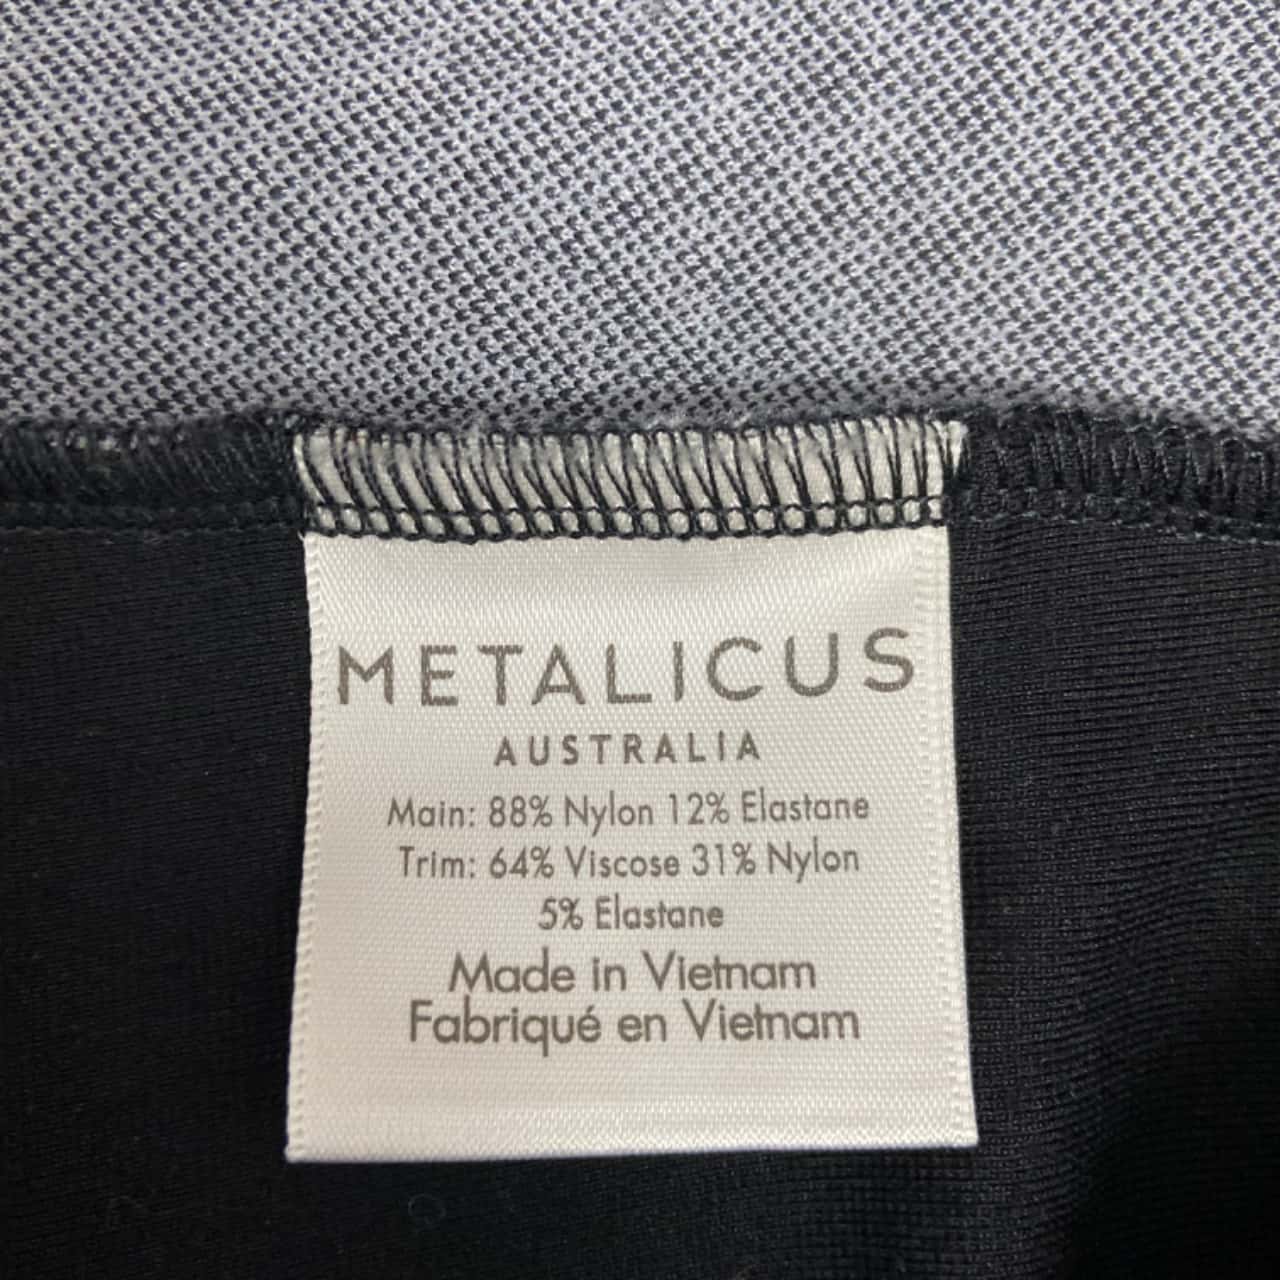 METALICUS
AUSTRALIA
Main: 88% Nylon 12% Elastane
Trim: 64% Viscose 31% Nylon
5% Elastane
Made in Vietnam
Fabriqué en Vietnam